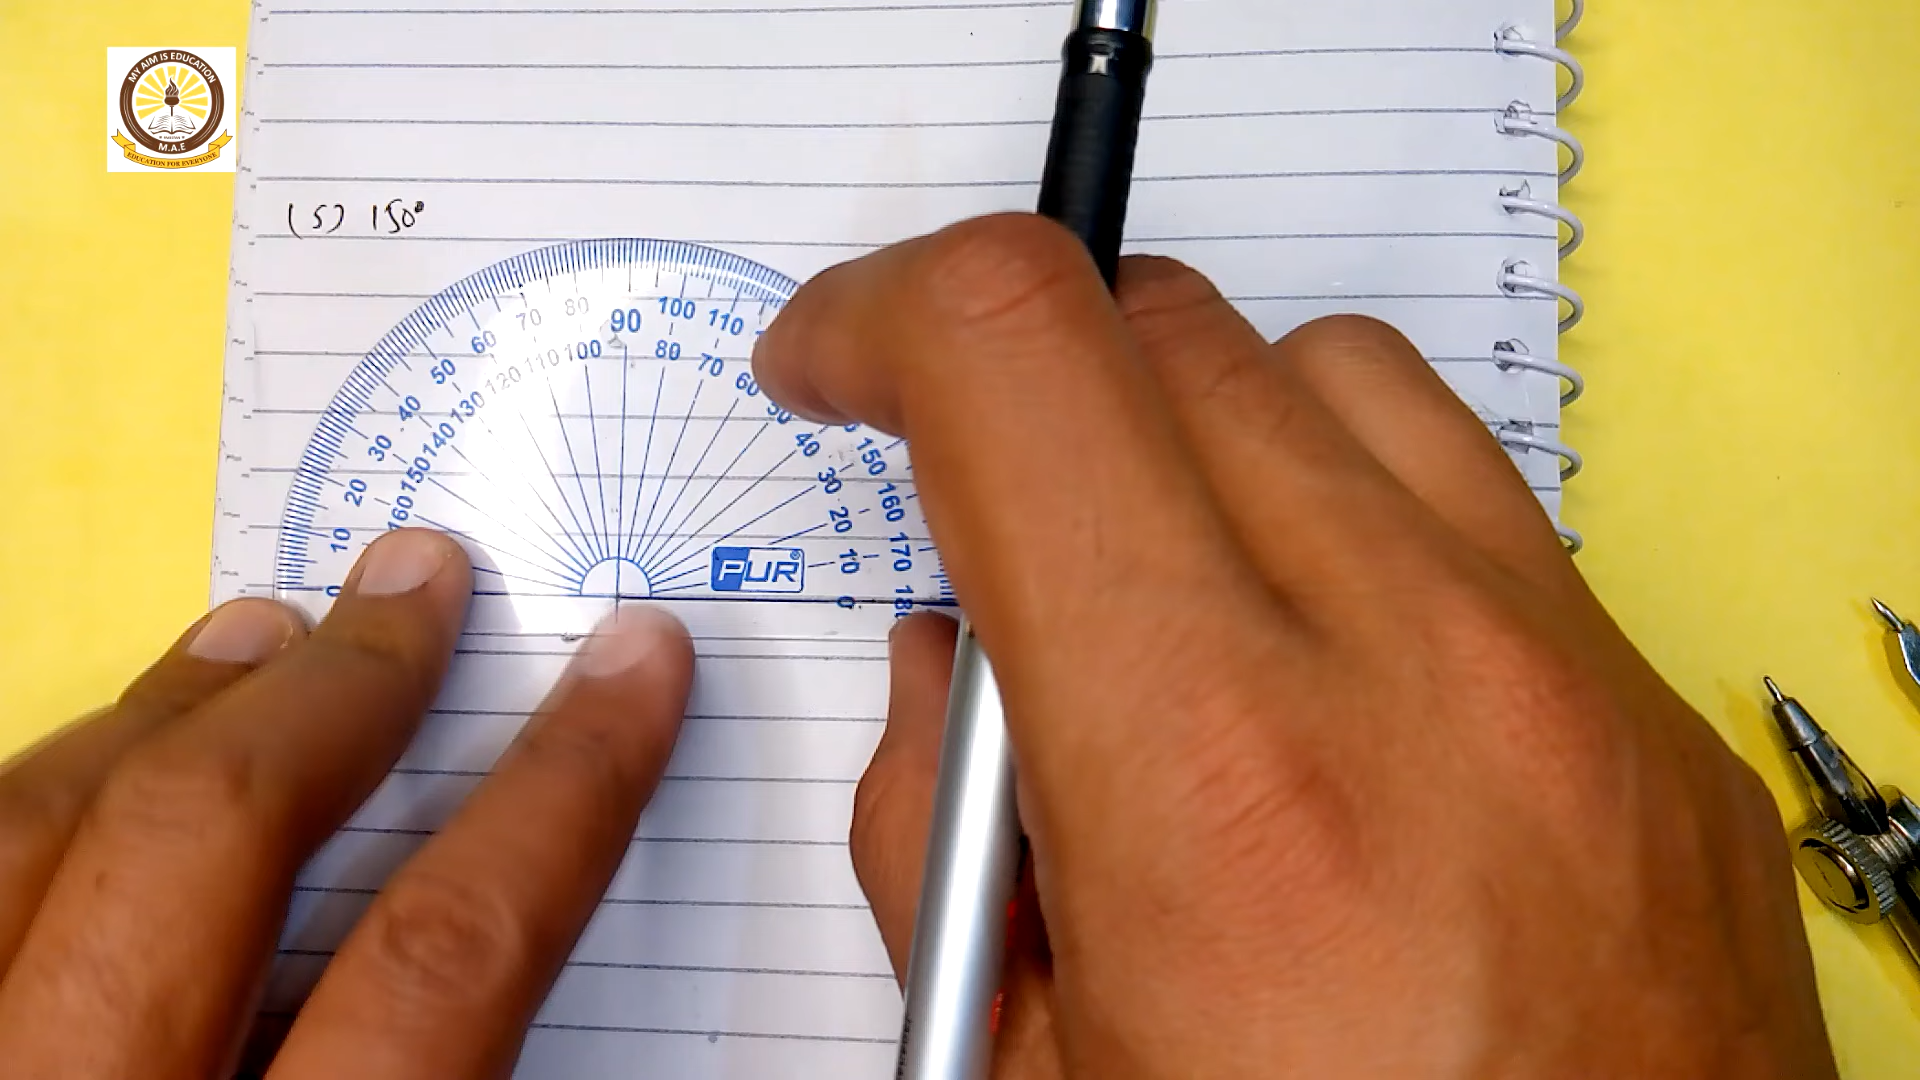 MY AIM IS EDUCATION
M.A.E
EDUCATION FOR EVERYONE
(5) 150°
0 10 20 30 40 50 60 70 80 90 100 110
160 150 140 130 120 110 100 80 70 60 50 40 30 20 10 0
150 160 170 180
PUR®